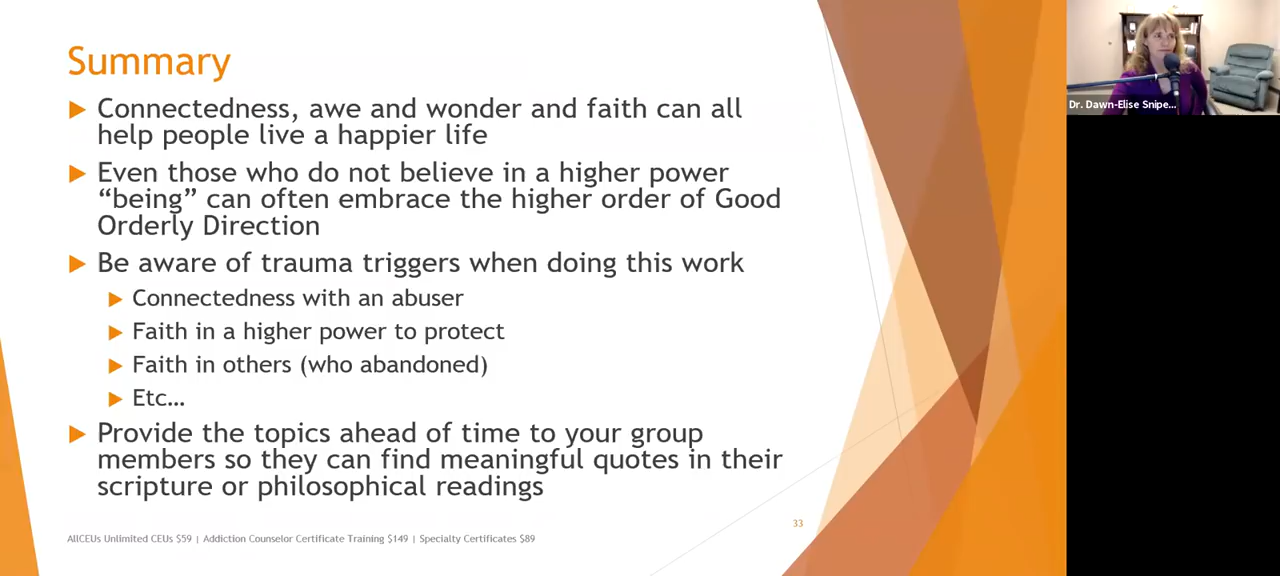 Summary
Connectedness, awe and wonder and faith can all
help people live a happier life
Even those who do not believe in a higher power
“being” can often embrace the higher order of Good
Orderly Direction
Be aware of trauma triggers when doing this work
Connectedness with an abuser
Faith in a higher power to protect
Faith in others (who abandoned)
Etc…
Provide the topics ahead of time to your group
members so they can find meaningful quotes in their
scripture or philosophical readings
33
AllCEUs Unlimited CEUs $59 | Addiction Counselor Certificate Training $149 | Specialty Certificates $89
Dr. Dawn-Elise Snipe...